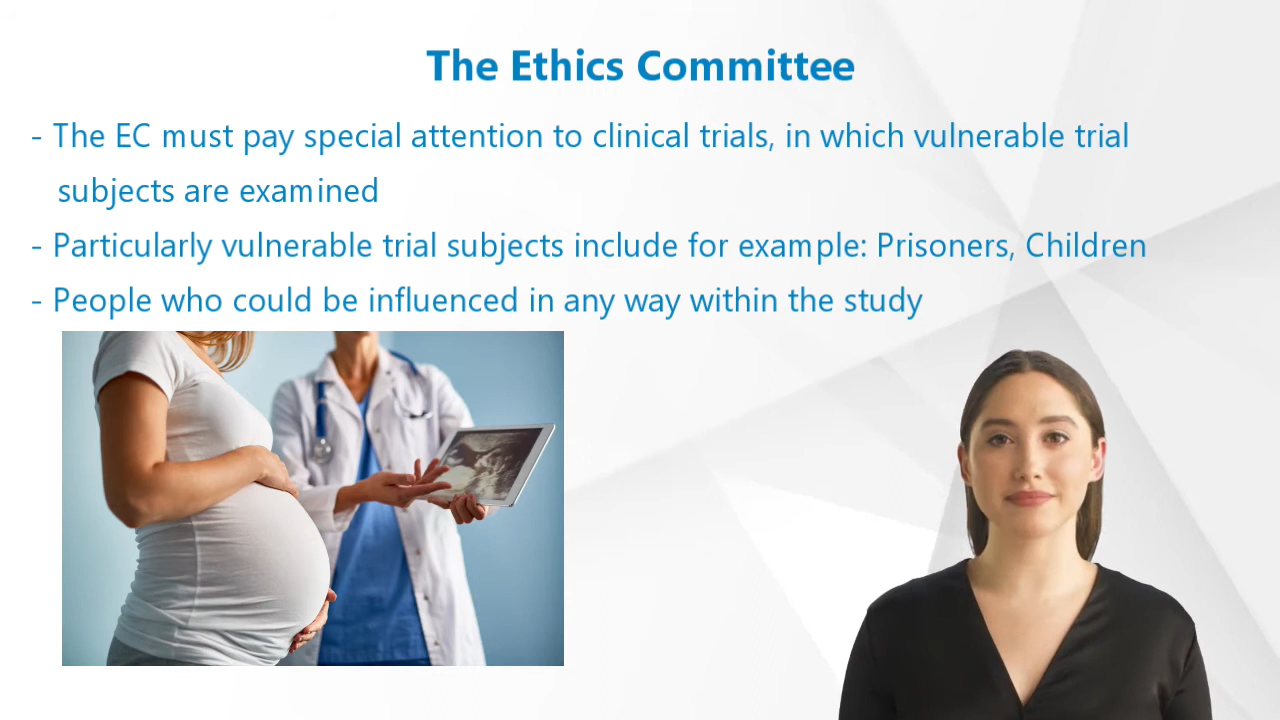 The Ethics Committee
- The EC must pay special attention to clinical trials, in which vulnerable trial
subjects are examined
- Particularly vulnerable trial subjects include for example: Prisoners, Children
- People who could be influenced in any way within the study